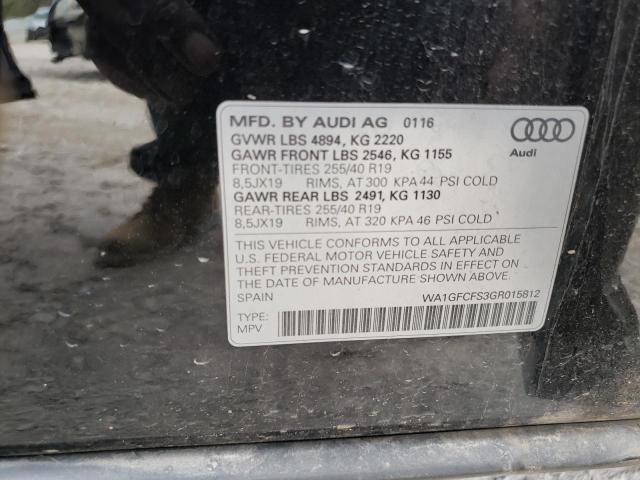 MFD. BY AUDI AG 0116
GVWR LBS 4894, KG 2220
GAWR FRONT LBS 2546, KG 1155
FRONT-TIRES 255/40 R19
8,5JX19 RIMS, AT 300 KPA 44 PSI COLD
GAWR REAR LBS 2491, KG 1130
REAR-TIRES 255/40 R19
8,5JX19 RIMS, AT 320 KPA 46 PSI COLD
Audi
THIS VEHICLE CONFORMS TO ALL APPLICABLE
U.S. FEDERAL MOTOR VEHICLE SAFETY AND
THEFT PREVENTION STANDARDS IN EFFECT ON
THE DATE OF MANUFACTURE SHOWN ABOVE.
SPAIN WA1GFCFS3GR015812
TYPE:
MPV